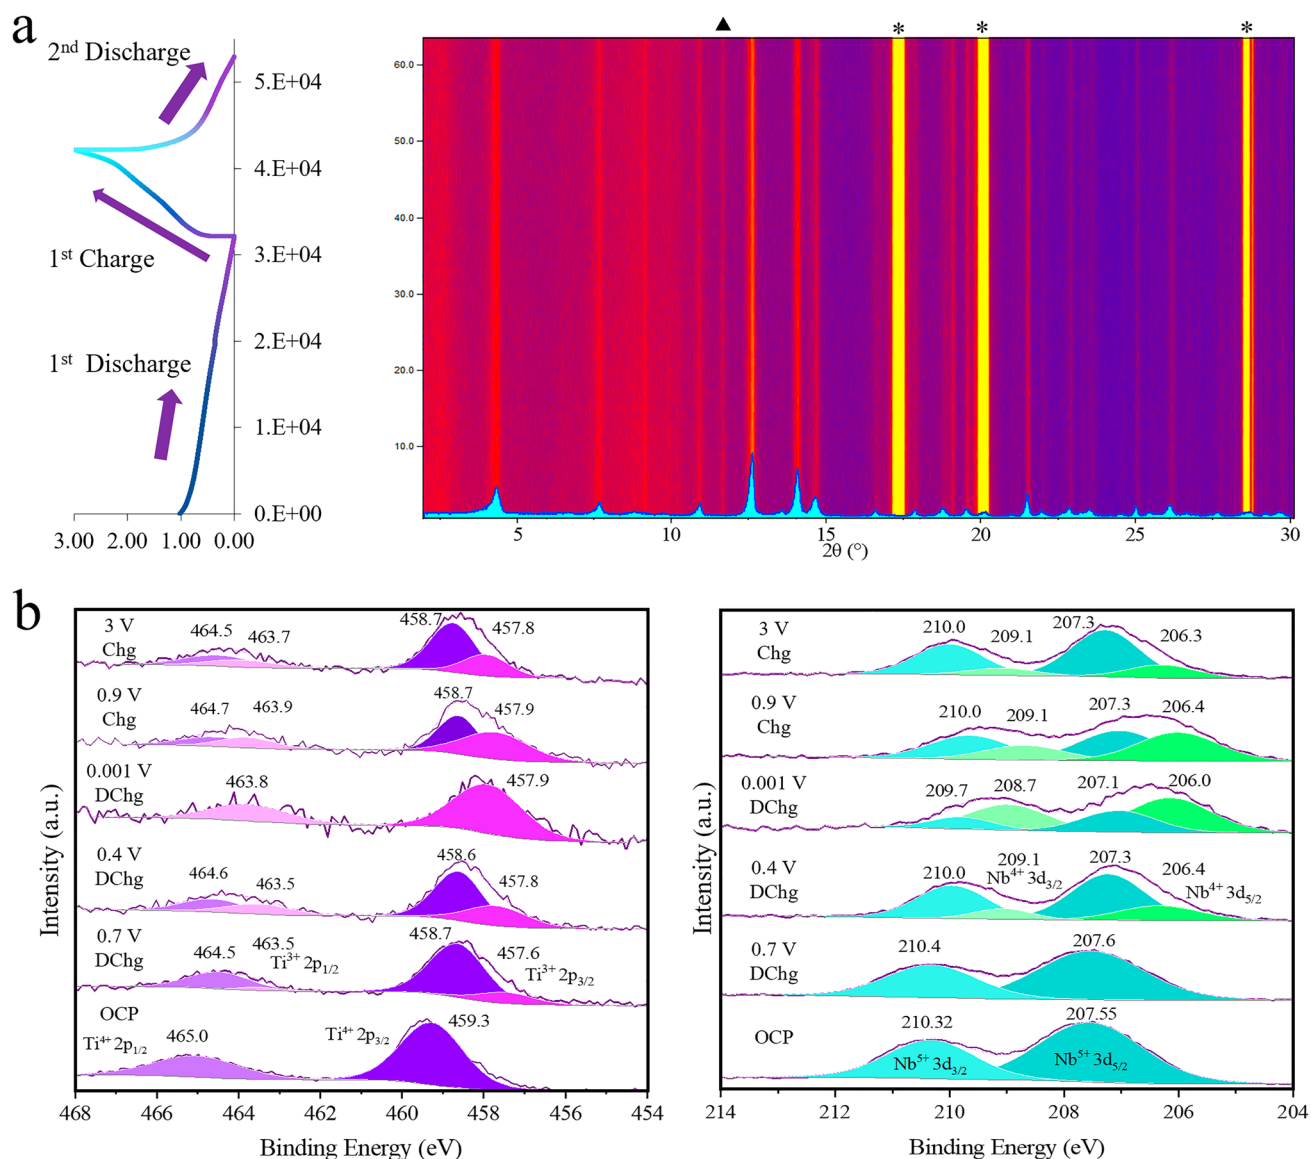 a
2nd Discharge
1st Charge
1st Discharge
5.E+04
4.E+04
3.E+04
2.E+04
1.E+04
0.E+00
3.00 2.00 1.00 0.00
▲ * * *
60.0
50.0
40.0
30.0
20.0
10.0
5 10 15 20 25 30
2θ (°)
b
3 V
Chg
464.5 463.7 458.7 457.8
0.9 V
Chg
464.7 463.9 458.7 457.9
0.001 V
DChg
463.8 457.9
0.4 V
DChg
464.6 463.5 458.6 457.8
0.7 V
DChg
464.5 463.5 458.7 457.6
Ti3+ 2p1/2 Ti3+ 2p3/2
OCP
Ti4+ 2p1/2 465.0 Ti4+ 2p3/2 459.3
468 466 464 462 460 458 456 454
Binding Energy (eV)
Intensity (a.u.)
3 V
Chg
210.0 209.1 207.3 206.3
0.9 V
Chg
210.0 209.1 207.3 206.4
0.001 V
DChg
209.7 208.7 207.1 206.0
0.4 V
DChg
210.0 209.1 207.3 206.4
Nb4+ 3d3/2 Nb4+ 3d5/2
0.7 V
DChg
210.4 207.6
OCP
210.32 207.55
Nb5+ 3d3/2 Nb5+ 3d5/2
214 212 210 208 206 204
Binding Energy (eV)
Intensity (a.u.)